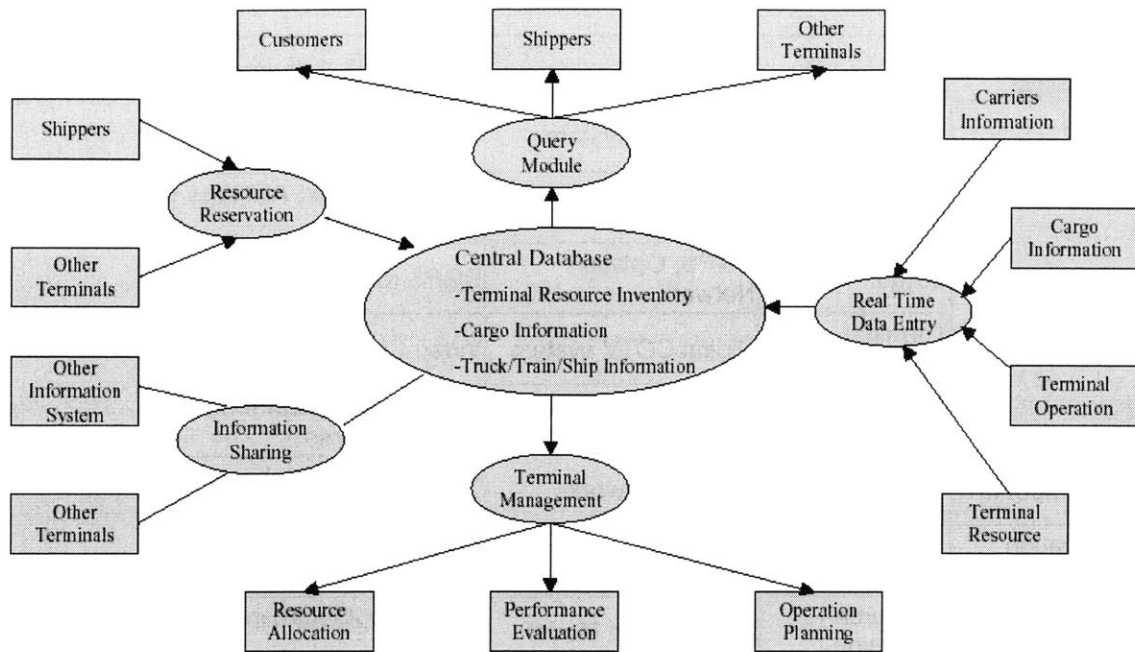 Customers
Shippers
Other
Terminals
Carriers
Information
Shippers
Query
Module
Resource
Reservation
Cargo
Information
Other
Terminals
Central Database
-Terminal Resource Inventory
-Cargo Information
-Truck/Train/Ship Information
Real Time
Data Entry
Other
Information
System
Terminal
Operation
Information
Sharing
Terminal
Management
Other
Terminals
Terminal
Resource
Resource
Allocation
Performance
Evaluation
Operation
Planning